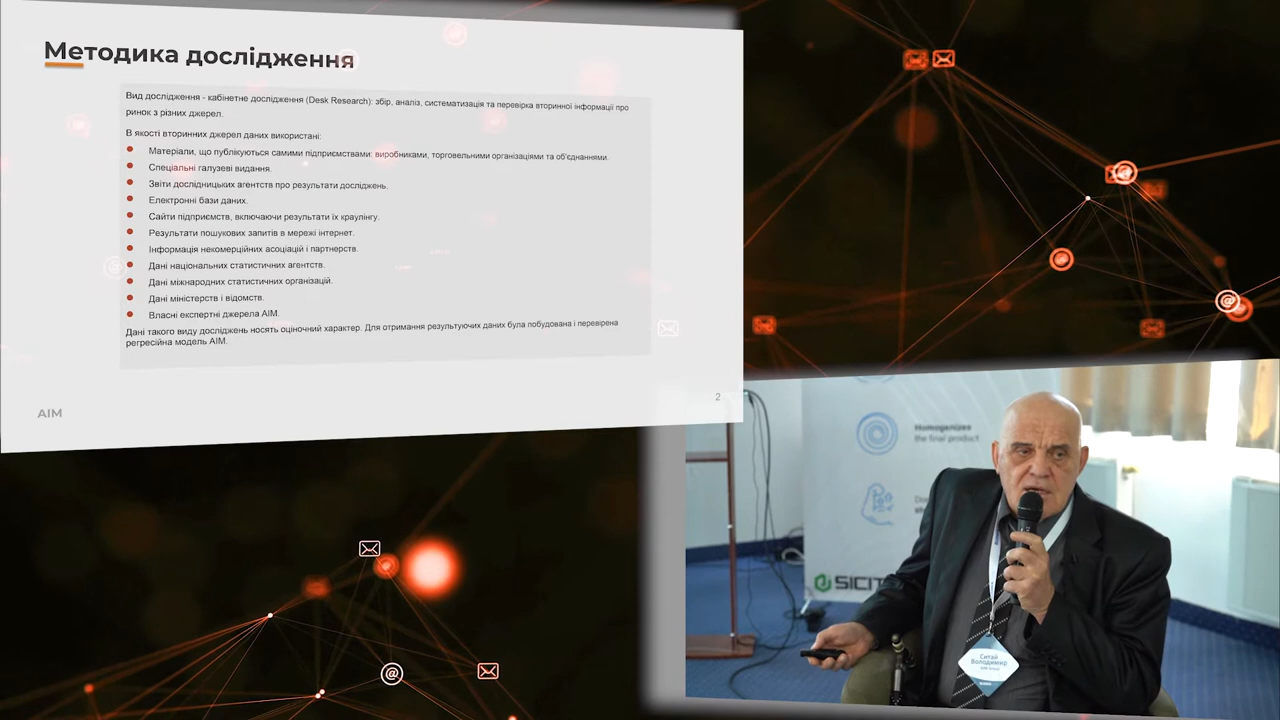 Методика дослідження
Вид дослідження - кабінетне дослідження (Desk Research): збір, аналіз, систематизація та перевірка вторинної інформації про
ринок з різних джерел.
В якості вторинних джерел даних використані:
Матеріали, що публікуються самими підприємствами: виробниками, торговельними організаціями та об'єднаннями.
Спеціальні галузеві видання.
Звіти дослідницьких агентств про результати досліджень.
Електронні бази даних.
Сайти підприємств, включаючи результати їх краулінгу.
Результати пошукових запитів в мережі інтернет.
Інформація некомерційних асоціацій і партнерств.
Дані національних статистичних агентств.
Дані міжнародних статистичних організацій.
Дані міністерств і відомств.
Власні експертні джерела AIM.
Дані такого виду досліджень носять оціночний характер. Для отримання результуючих даних була побудована і перевірена
регресійна модель AIM.
2
AIM
Homogenizes
the final product
SICIT
Ситай
Володимир